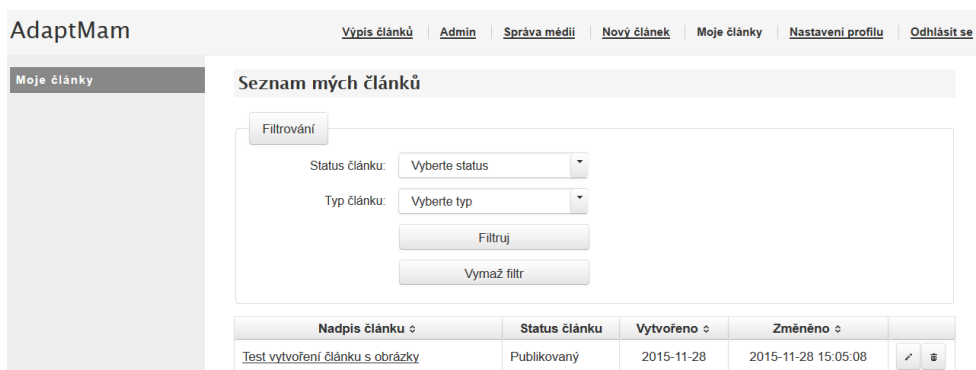 AdaptMam
Výpis článků Admin Správa médií Nový článek Moje články Nastavení profilu Odhlásit se
Moje články
Seznam mých článků
Filtrování
Status článku: Vyberte status
Typ článku: Vyberte typ
Filtruj
Vymaž filtr
Nadpis článku Status článku Vytvořeno Změněno
Test vytvoření článku s obrázky Publikovaný 2015-11-28 2015-11-28 15:05:08